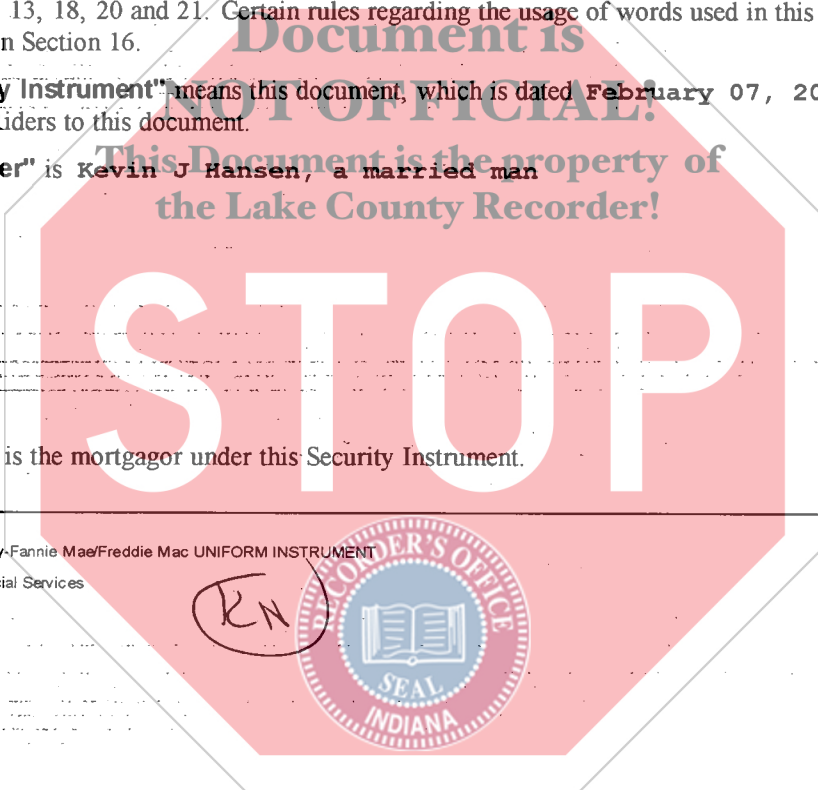 13, 18, 20 and 21. Certain rules regarding the usage of words used in this
n Section 16.
Document is
y Instrument" means this document, which is dated February 07, 20
NOT OFFICIAL!
iders to this document.
This Document is the property of
er" is Kevin J Hansen, a married man
the Lake County Recorder!
STOP
is the mortgagor under this Security Instrument.
y-Fannie Mae/Freddie Mac UNIFORM INSTRUMENT
cial Services
KN
RECORDER'S OFFICE
SEAL
INDIANA